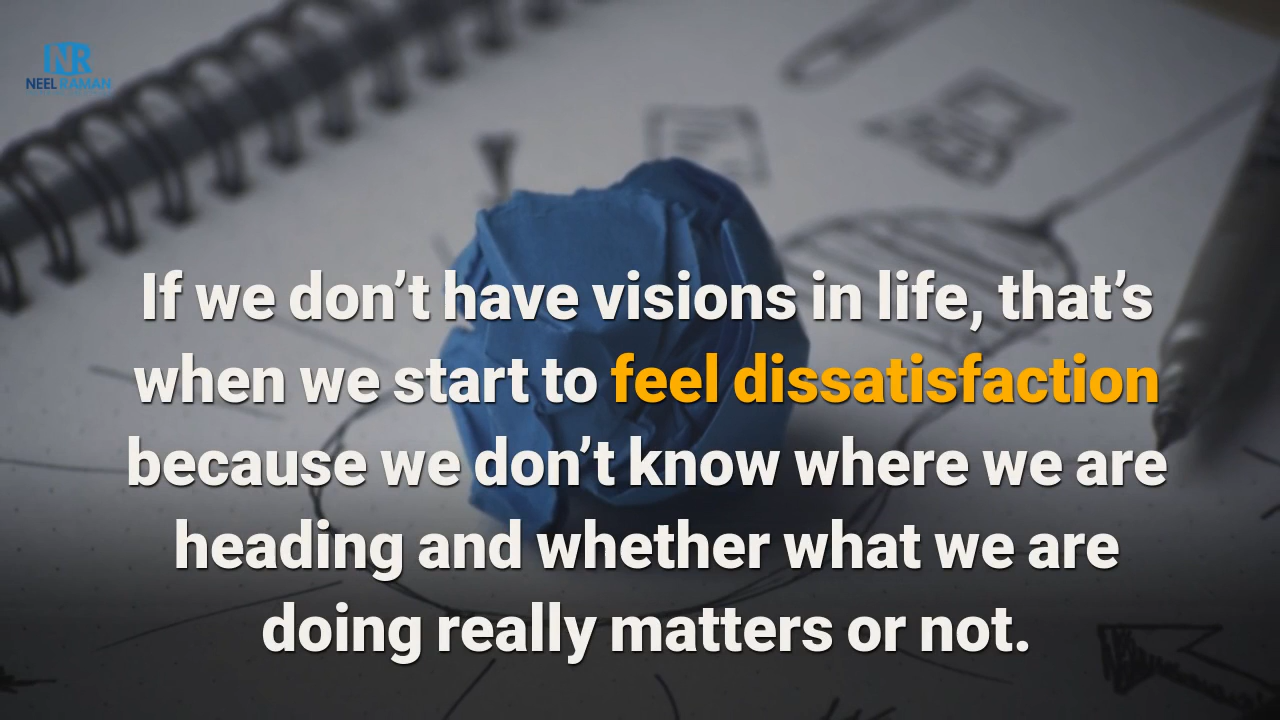 NR
NEEL RAMAN
If we don’t have visions in life, that’s
when we start to feel dissatisfaction
because we don’t know where we are
heading and whether what we are
doing really matters or not.